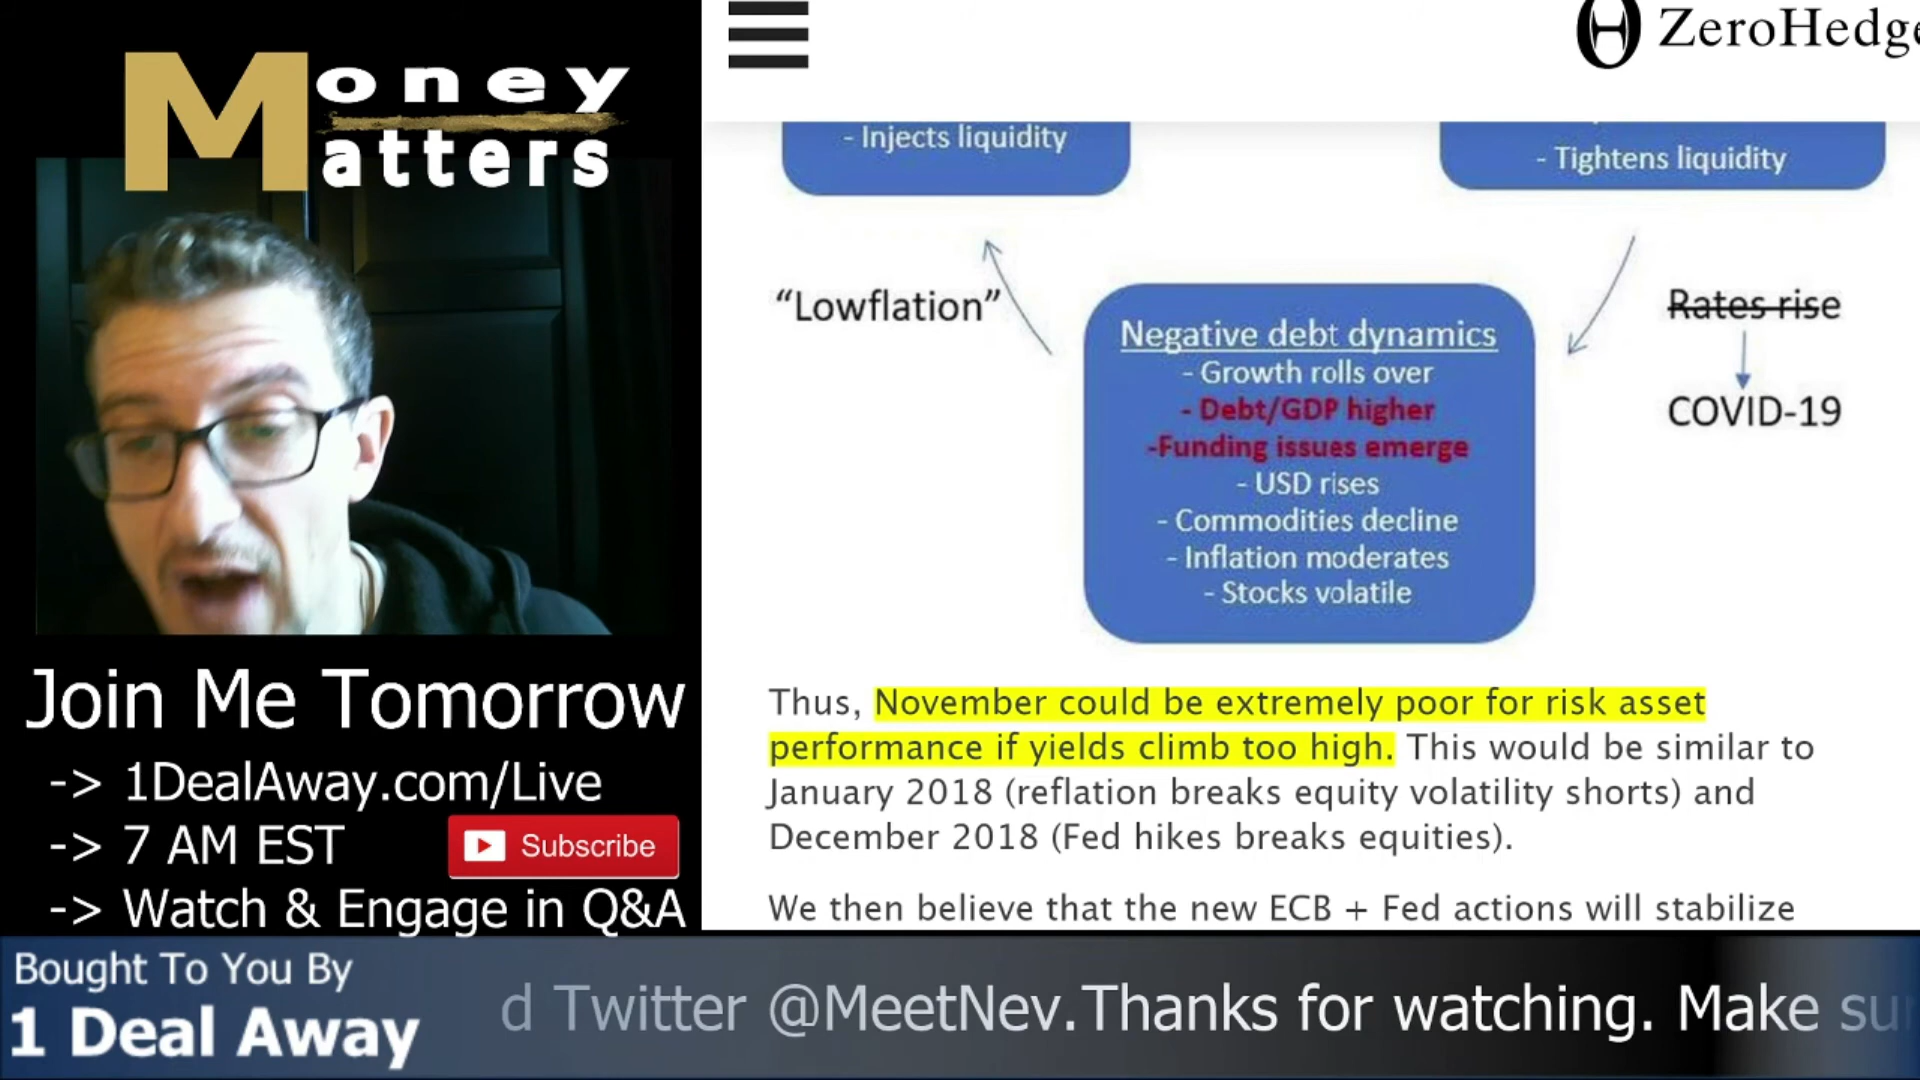 Money
Matters
Join Me Tomorrow
-> 1DealAway.com/Live
-> 7 AM EST
Subscribe
-> Watch & Engage in Q&A
ZeroHedge
- Injects liquidity
- Tightens liquidity
“Lowflation”
Negative debt dynamics
- Growth rolls over
- Debt/GDP higher
-Funding issues emerge
- USD rises
- Commodities decline
- Inflation moderates
- Stocks volatile
Rates rise
COVID-19
Thus, November could be extremely poor for risk asset
performance if yields climb too high. This would be similar to
January 2018 (reflation breaks equity volatility shorts) and
December 2018 (Fed hikes breaks equities).
We then believe that the new ECB + Fed actions will stabilize
Bought To You By
1 Deal Away
d Twitter @MeetNev.Thanks for watching. Make su